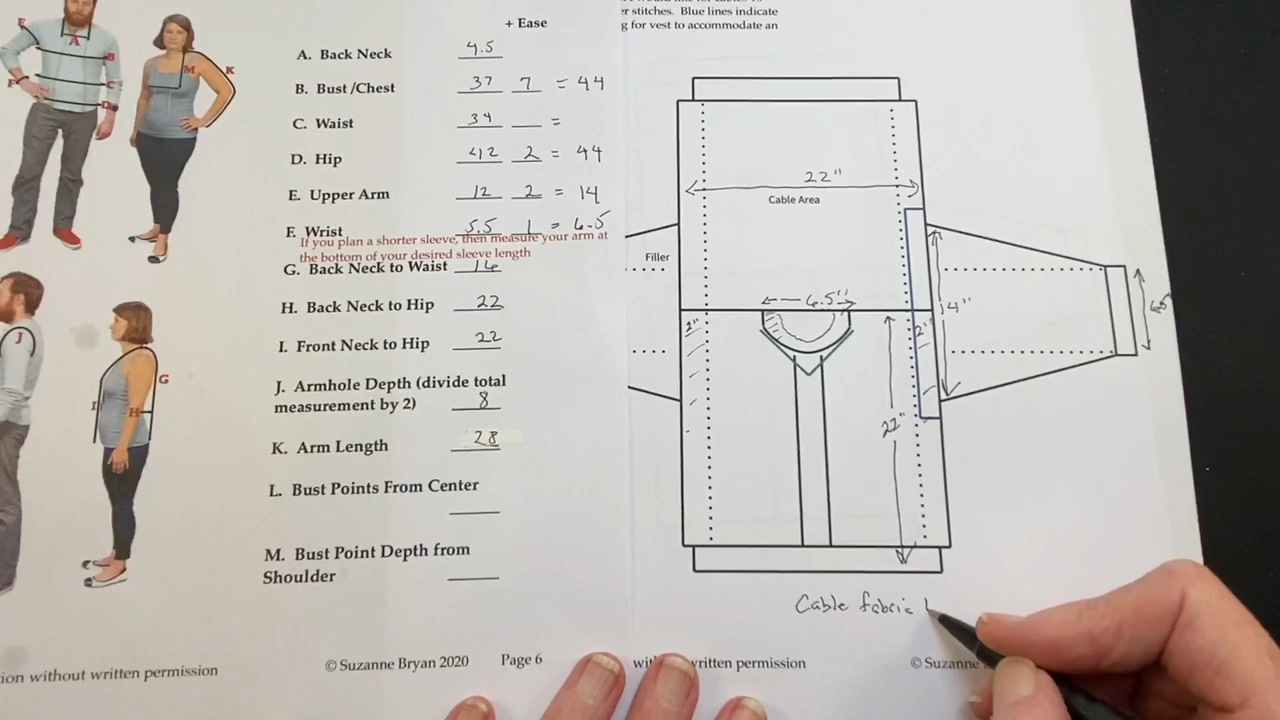 + Ease
A. Back Neck 4.5
B. Bust /Chest 37 7 = 44
C. Waist 34 =
D. Hip 42 2 = 44
E. Upper Arm 12 2 = 14
F. Wrist 5.5 1 = 6.5
If you plan a shorter sleeve, then measure your arm at
the bottom of your desired sleeve length
G. Back Neck to Waist 16
H. Back Neck to Hip 22
I. Front Neck to Hip 22
J. Armhole Depth (divide total
measurement by 2) 8
K. Arm Length 28
L. Bust Points From Center
M. Bust Point Depth from
Shoulder
ion without written permission
© Suzanne Bryan 2020 Page 6
E
A
B
F
C
D
M
K
J
G
I
H
er stitches. Blue lines indicate
g for vest to accommodate an
22"
Cable Area
Filler
6.5"
14"
2"
2"
22"
Cable fabric
written permission
© Suzanne